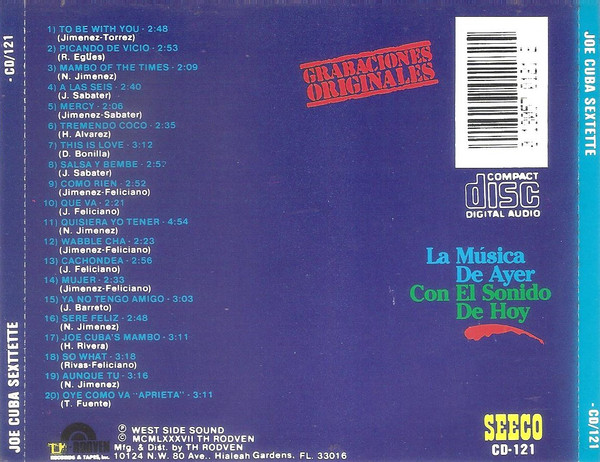 JOE CUBA SEXTTETTE
- CD/121
1) TO BE WITH YOU - 2:48
(Jimenez-Torrez)
2) PICANDO DE VICIO - 2:53
(R. Egües)
3) MAMBO OF THE TIMES - 2:09
(N. Jimenez)
4) A LAS SEIS - 2:40
(J. Sabater)
5) MERCY - 2:06
(Jimenez-Sabater)
6) TREMENDO COCO - 2:35
(H. Alvarez)
7) THIS IS LOVE - 3:12
(D. Bonilla)
8) SALSA Y BEMBE - 2:52
(J. Sabater)
9) COMO RIEN - 2:52
(Jimenez-Feliciano)
10) QUE VA - 2:21
(J. Feliciano)
11) QUISIERA YO TENER - 4:54
(N. Jimenez)
12) WABBLE CHA - 2:23
(Jimenez-Feliciano)
13) CACHONDEA - 2:56
(J. Feliciano)
14) MUJER - 2:33
(Jimenez-Feliciano)
15) YA NO TENGO AMIGO - 3:03
(J. Barreto)
16) SERE FELIZ - 2:48
(N. Jimenez)
17) JOE CUBA'S MAMBO - 3:11
(H. Rivera)
18) SO WHAT - 3:18
(Rivas-Feliciano)
19) AUNQUE TU - 3:16
(N. Jimenez)
20) OYE COMO VA "APRIETA" - 3:11
(T. Fuente)
GRABACIONES
ORIGINALES
COMPACT
disc
DIGITAL AUDIO
La Música
De Ayer
Con El Sonido
De Hoy
TH RODVEN
RECORDS & TAPES, INC.
℗ WEST SIDE SOUND
© MCMLXXXVII TH RODVEN
Mfg. & Dist. by TH RODVEN
10124 N.W. 80 Ave.. Hialeah Gardens. FL. 33016
SEECO
CD-121
JOE CUBA SEXTETTE
- CD/121